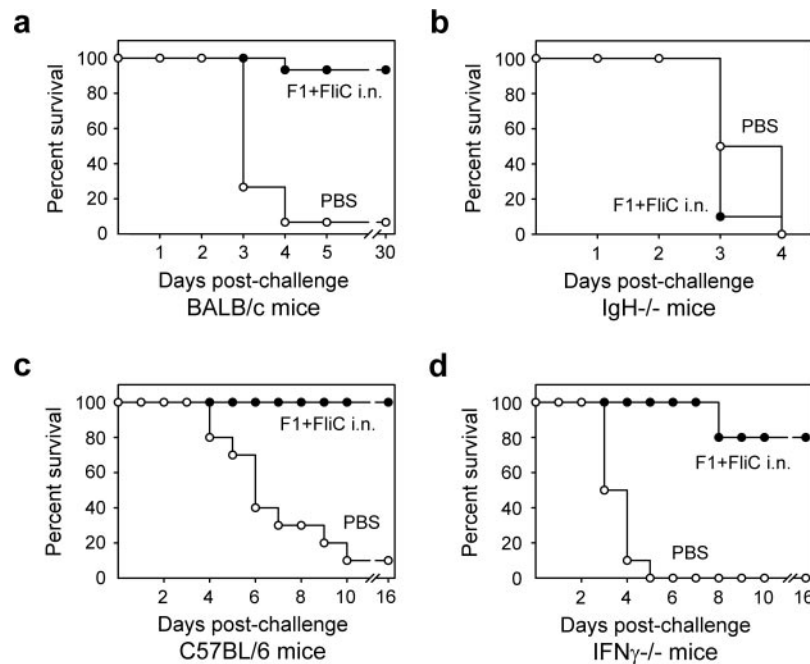 a
Percent survival
100
80
60
40
20
0
F1+FliC i.n.
PBS
1 2 3 4 5 30
Days post-challenge
BALB/c mice
b
Percent survival
100
80
60
40
20
0
PBS
F1+FliC i.n.
1 2 3 4
Days post-challenge
IgH-/- mice
c
Percent survival
100
80
60
40
20
0
F1+FliC i.n.
PBS
2 4 6 8 10 16
Days post-challenge
C57BL/6 mice
d
Percent survival
100
80
60
40
20
0
F1+FliC i.n.
PBS
2 4 6 8 10 16
Days post-challenge
IFNγ-/- mice